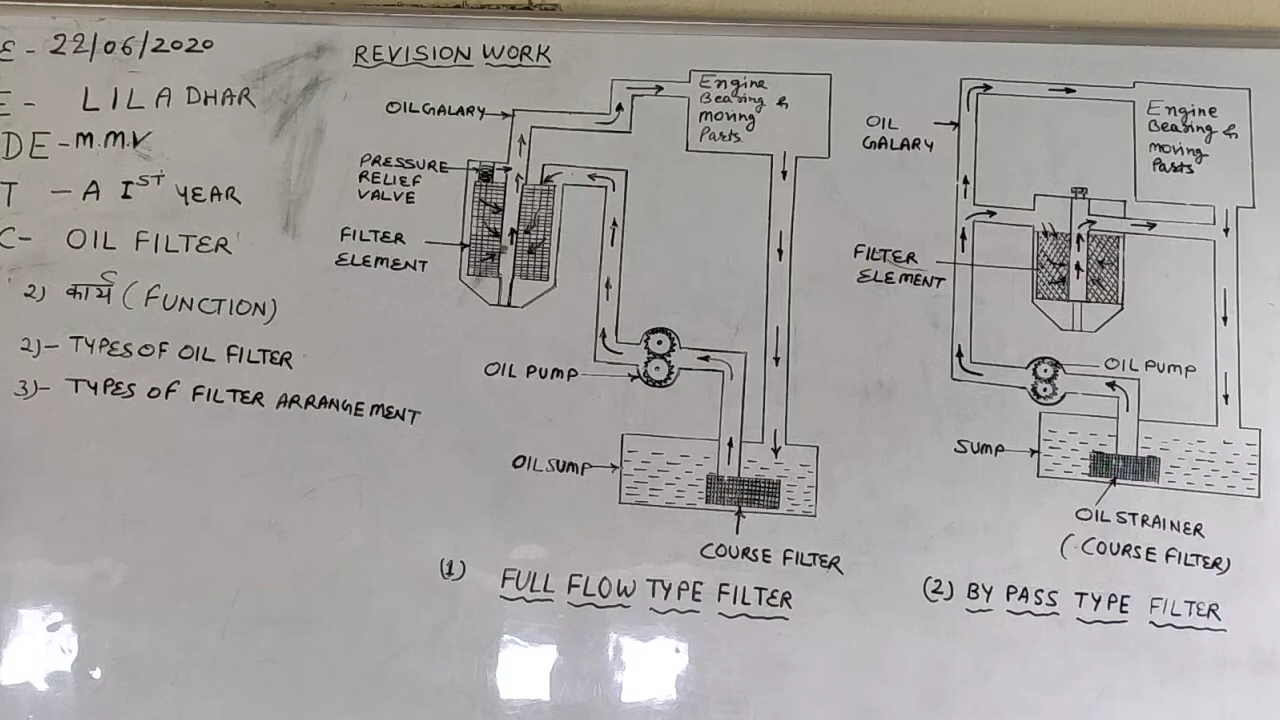 E - 22/06/2020
E - LILADHAR
DE - M.M.V
T - A IST YEAR
C - OIL FILTER
2) कार्य (FUNCTION)
2)- TYPES OF OIL FILTER
3)- TYPES OF FILTER ARRANGEMENT
REVISION WORK
OIL GALARY
PRESSURE
RELIEF
VALVE
FILTER
ELEMENT
OIL PUMP
OIL SUMP
COURSE FILTER
Engine
Bearing &
moving
Parts
(1) FULL FLOW TYPE FILTER
OIL
GALARY
FILTER
ELEMENT
Engine
Bearing &
moving
Parts
OIL PUMP
SUMP
OIL STRAINER
(COURSE FILTER)
(2) BY PASS TYPE FILTER